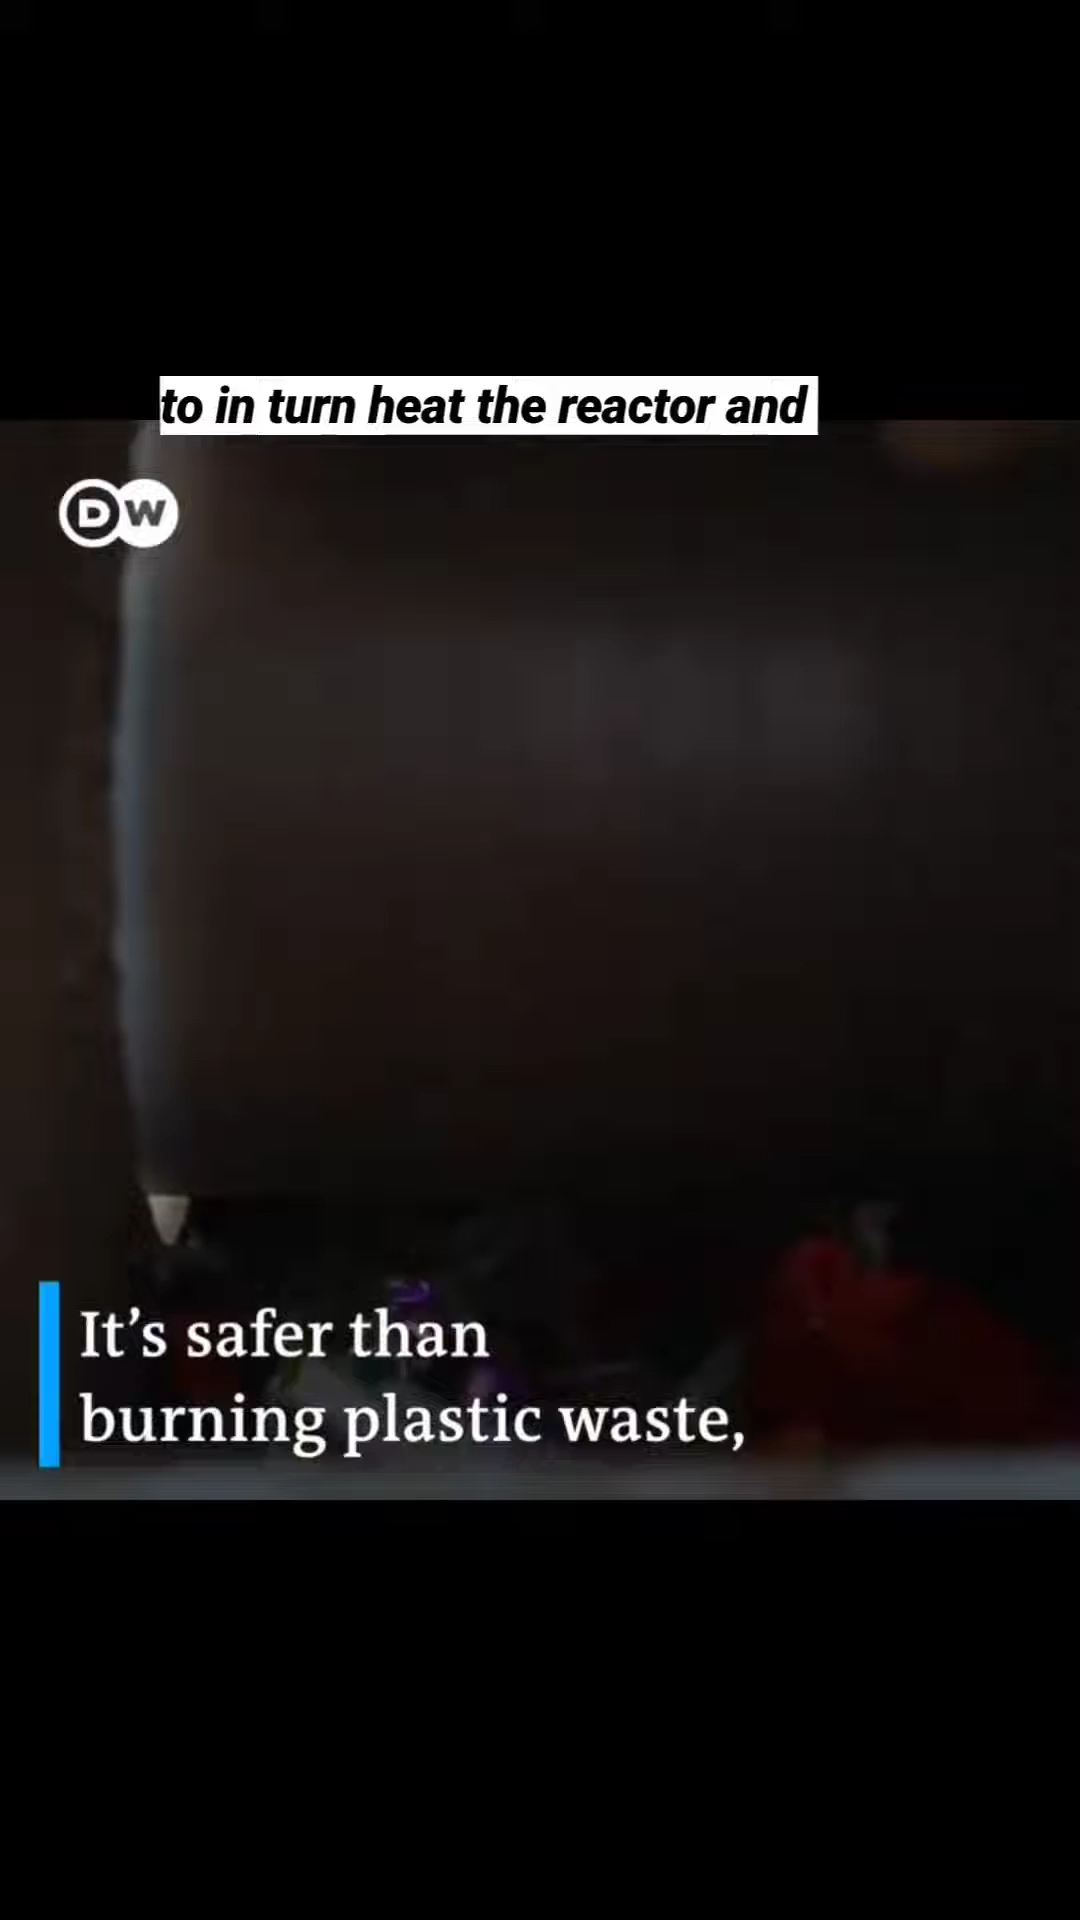 to in turn heat the reactor and
DW
It's safer than
burning plastic waste,